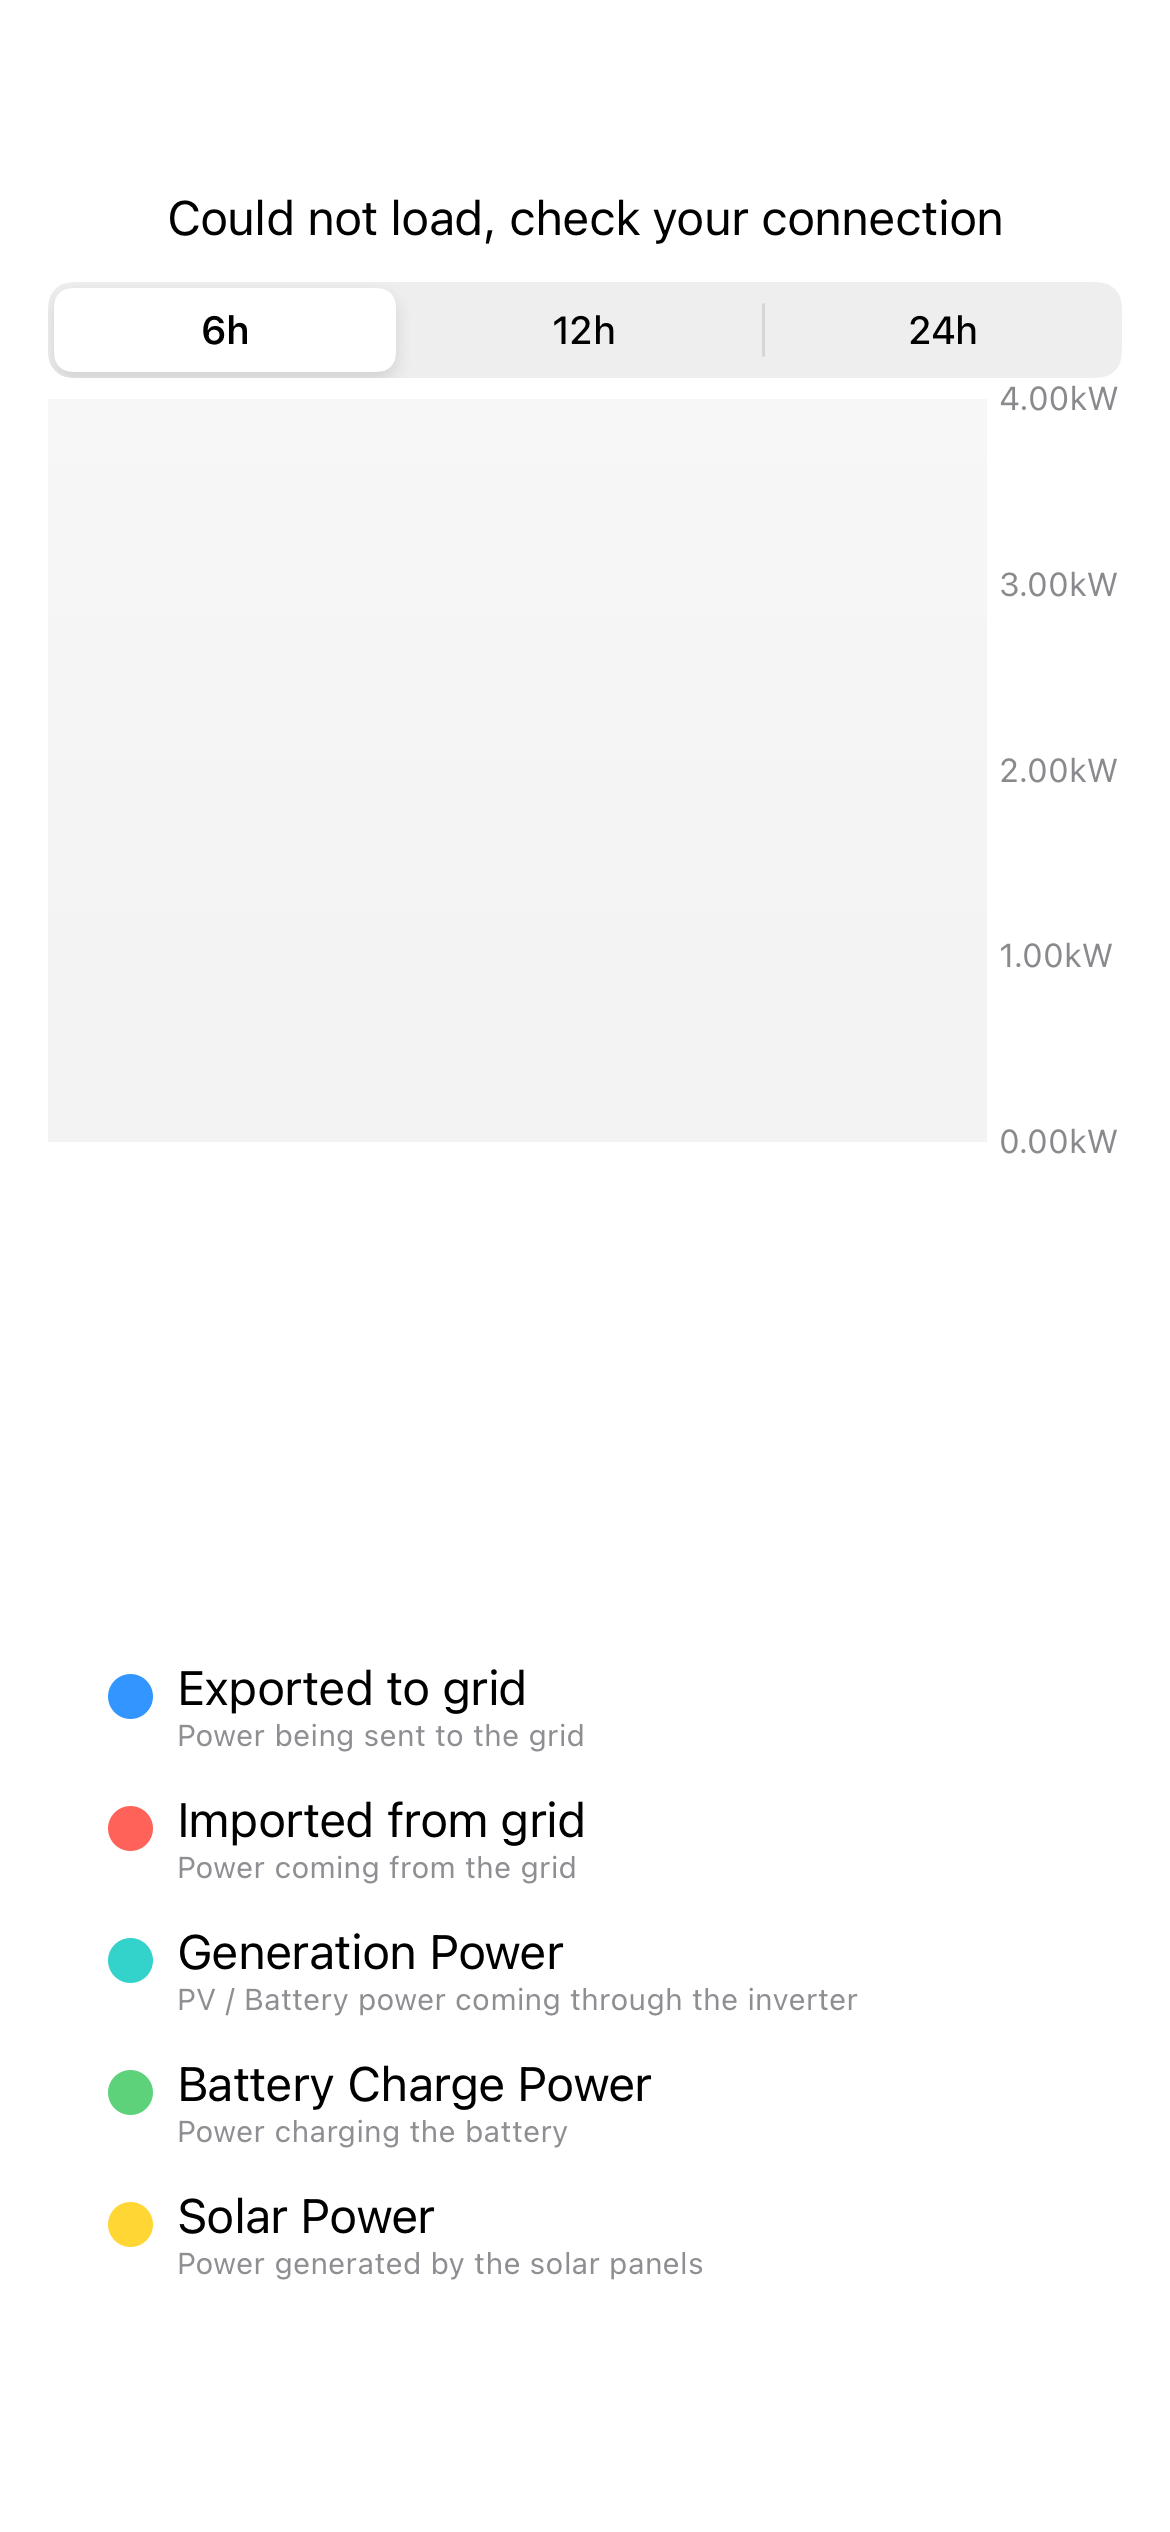 Could not load, check your connection
6h 12h 24h
4.00kW
3.00kW
2.00kW
1.00kW
0.00kW
Exported to grid
Power being sent to the grid
Imported from grid
Power coming from the grid
Generation Power
PV / Battery power coming through the inverter
Battery Charge Power
Power charging the battery
Solar Power
Power generated by the solar panels